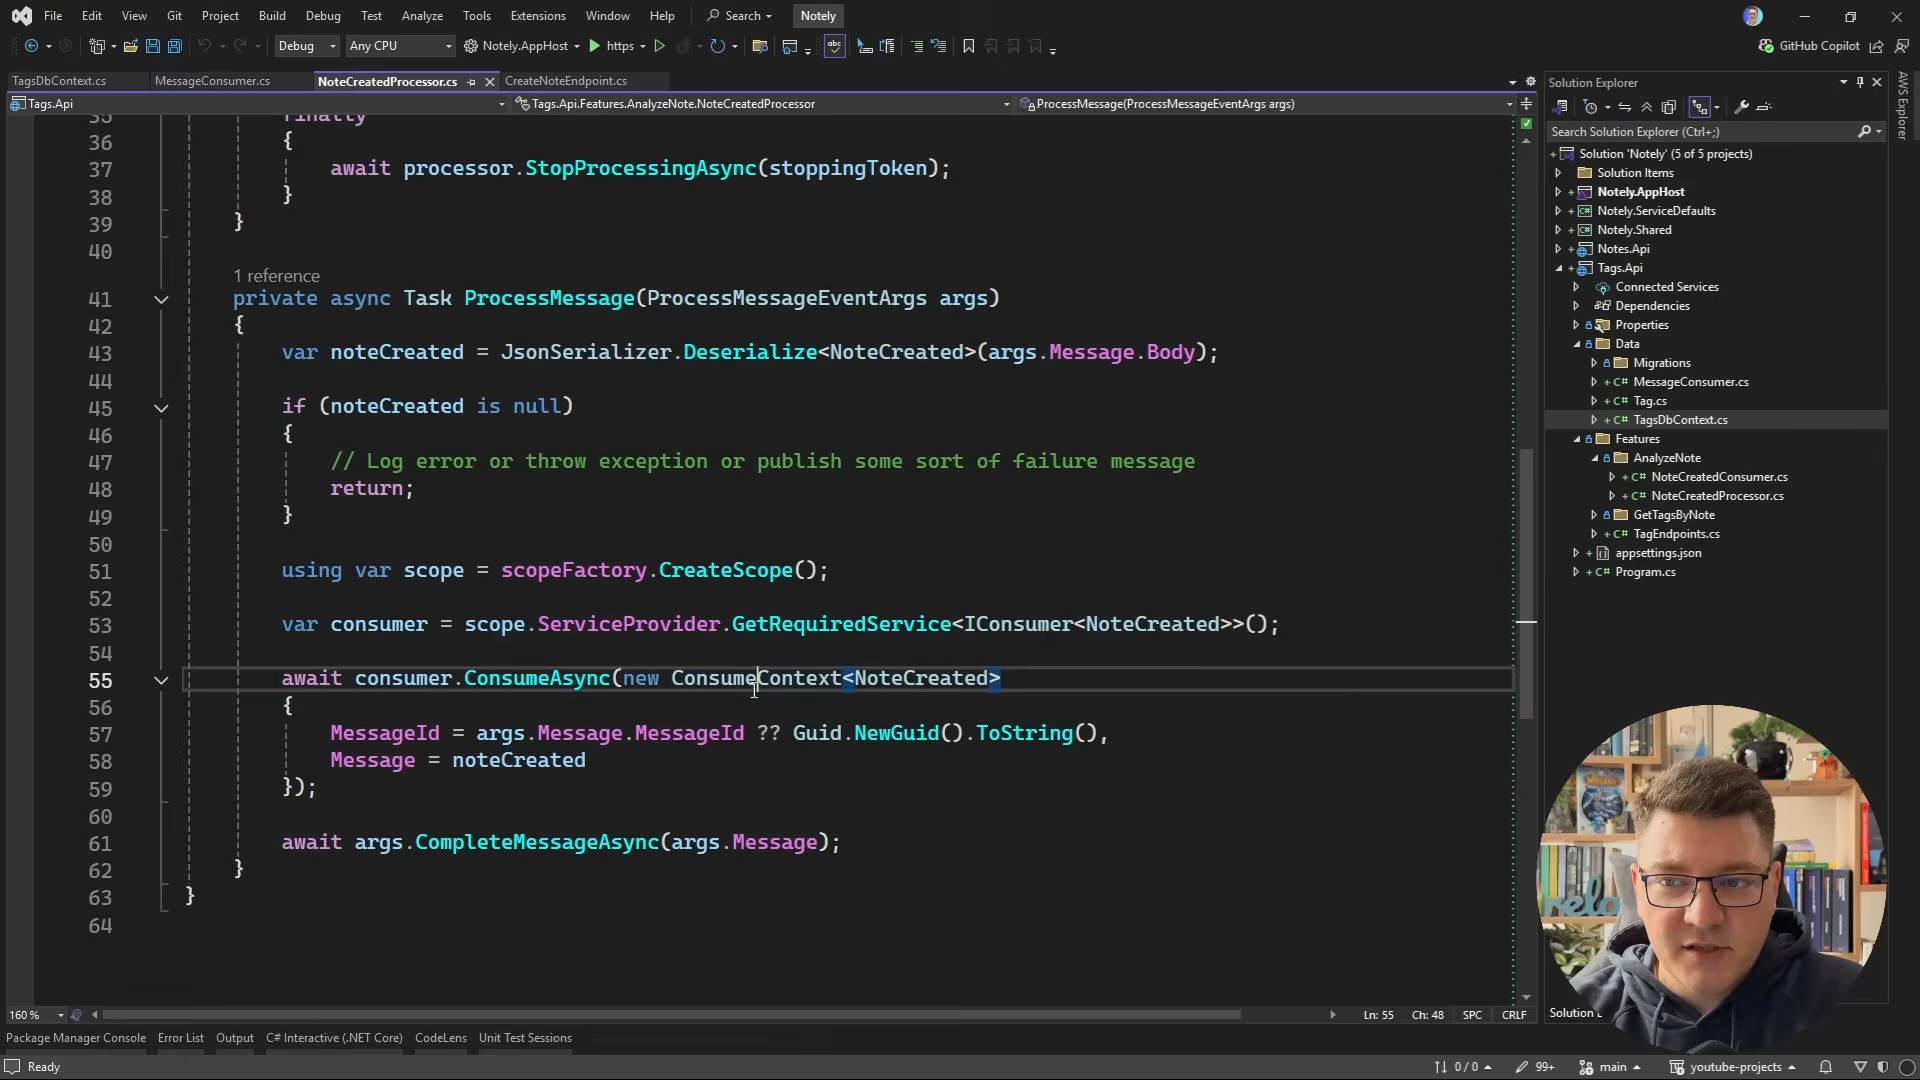 File Edit View Git Project Build Debug Test Analyze Tools Extensions Window Help Search Notely
Debug Any CPU Notely.AppHost https GitHub Copilot
TagsDbContext.cs MessageConsumer.cs NoteCreatedProcessor.cs CreateNoteEndpoint.cs
Tags.Api Tags.Api.Features.AnalyzeNote.NoteCreatedProcessor ProcessMessage(ProcessMessageEventArgs args)
35 finally
36 {
37 await processor.StopProcessingAsync(stoppingToken);
38 }
39 }
40
1 reference
41 private async Task ProcessMessage(ProcessMessageEventArgs args)
42 {
43 var noteCreated = JsonSerializer.Deserialize<NoteCreated>(args.Message.Body);
44
45 if (noteCreated is null)
46 {
47 // Log error or throw exception or publish some sort of failure message
48 return;
49 }
50
51 using var scope = scopeFactory.CreateScope();
52
53 var consumer = scope.ServiceProvider.GetRequiredService<IConsumer<NoteCreated>>();
54
55 await consumer.ConsumeAsync(new ConsumeContext<NoteCreated>
56 {
57 MessageId = args.Message.MessageId ?? Guid.NewGuid().ToString(),
58 Message = noteCreated
59 });
60
61 await args.CompleteMessageAsync(args.Message);
62 }
63 }
64
160 % Ln: 55 Ch: 48 SPC CRLF
Solution Explorer
Search Solution Explorer (Ctrl+;)
Solution 'Notely' (5 of 5 projects)
Solution Items
Notely.AppHost
Notely.ServiceDefaults
Notely.Shared
Notes.Api
Tags.Api
Connected Services
Dependencies
Properties
Data
Migrations
MessageConsumer.cs
Tag.cs
TagsDbContext.cs
Features
AnalyzeNote
NoteCreatedConsumer.cs
NoteCreatedProcessor.cs
GetTagsByNote
TagEndpoints.cs
appsettings.json
Program.cs
AWS Explorer
Solution
Package Manager Console Error List Output C# Interactive (.NET Core) CodeLens Unit Test Sessions
Ready 0 / 0 99+ main youtube-projects